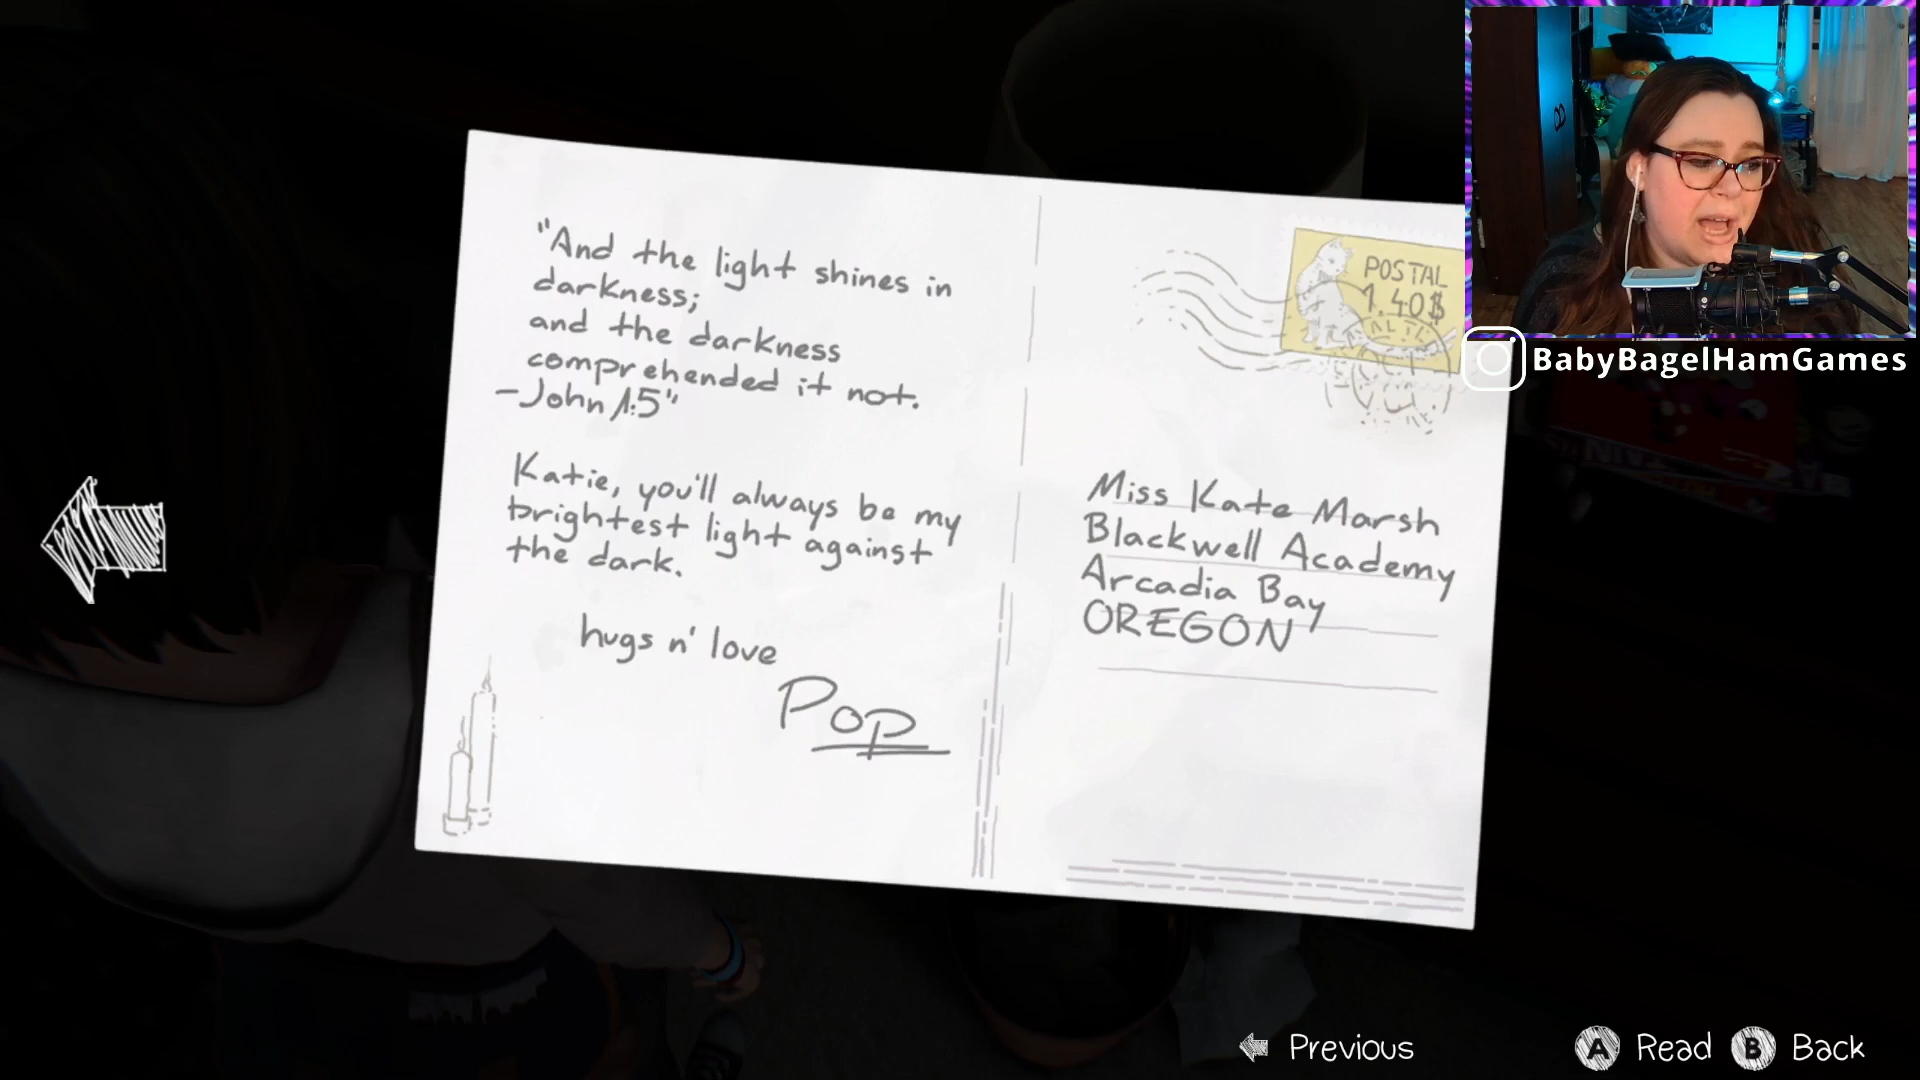 "And the light shines in
darkness;
and the darkness
comprehended it not.
-John 1:5"
Katie, you'll always be my
brightest light against
the dark.
hugs n' love
Pop
POSTAL
1.40$
Miss Kate Marsh
Blackwell Academy
Arcadia Bay
OREGON
BabyBagelHamGames
Previous
A Read B Back